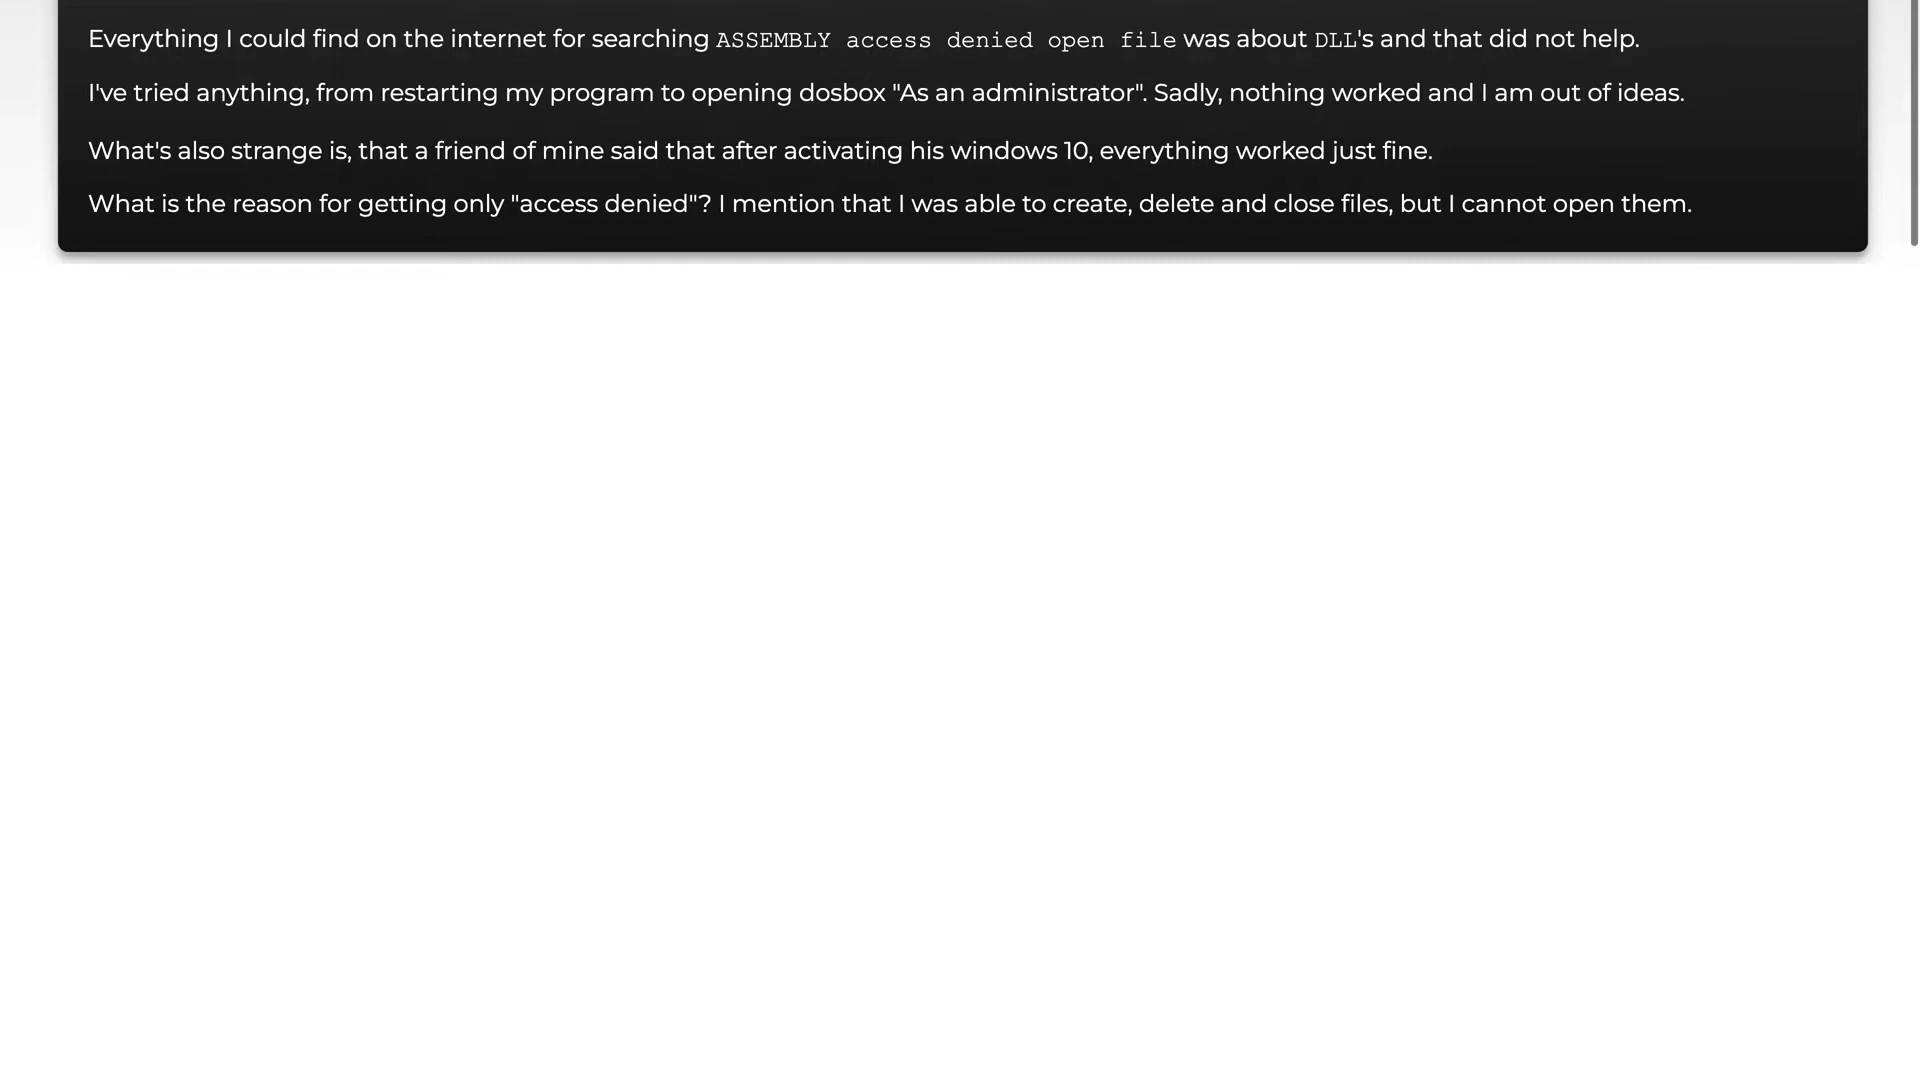 Everything I could find on the internet for searching ASSEMBLY access denied open file was about DLL's and that did not help.
I've tried anything, from restarting my program to opening dosbox "As an administrator". Sadly, nothing worked and I am out of ideas.
What's also strange is, that a friend of mine said that after activating his windows 10, everything worked just fine.
What is the reason for getting only "access denied"? I mention that I was able to create, delete and close files, but I cannot open them.